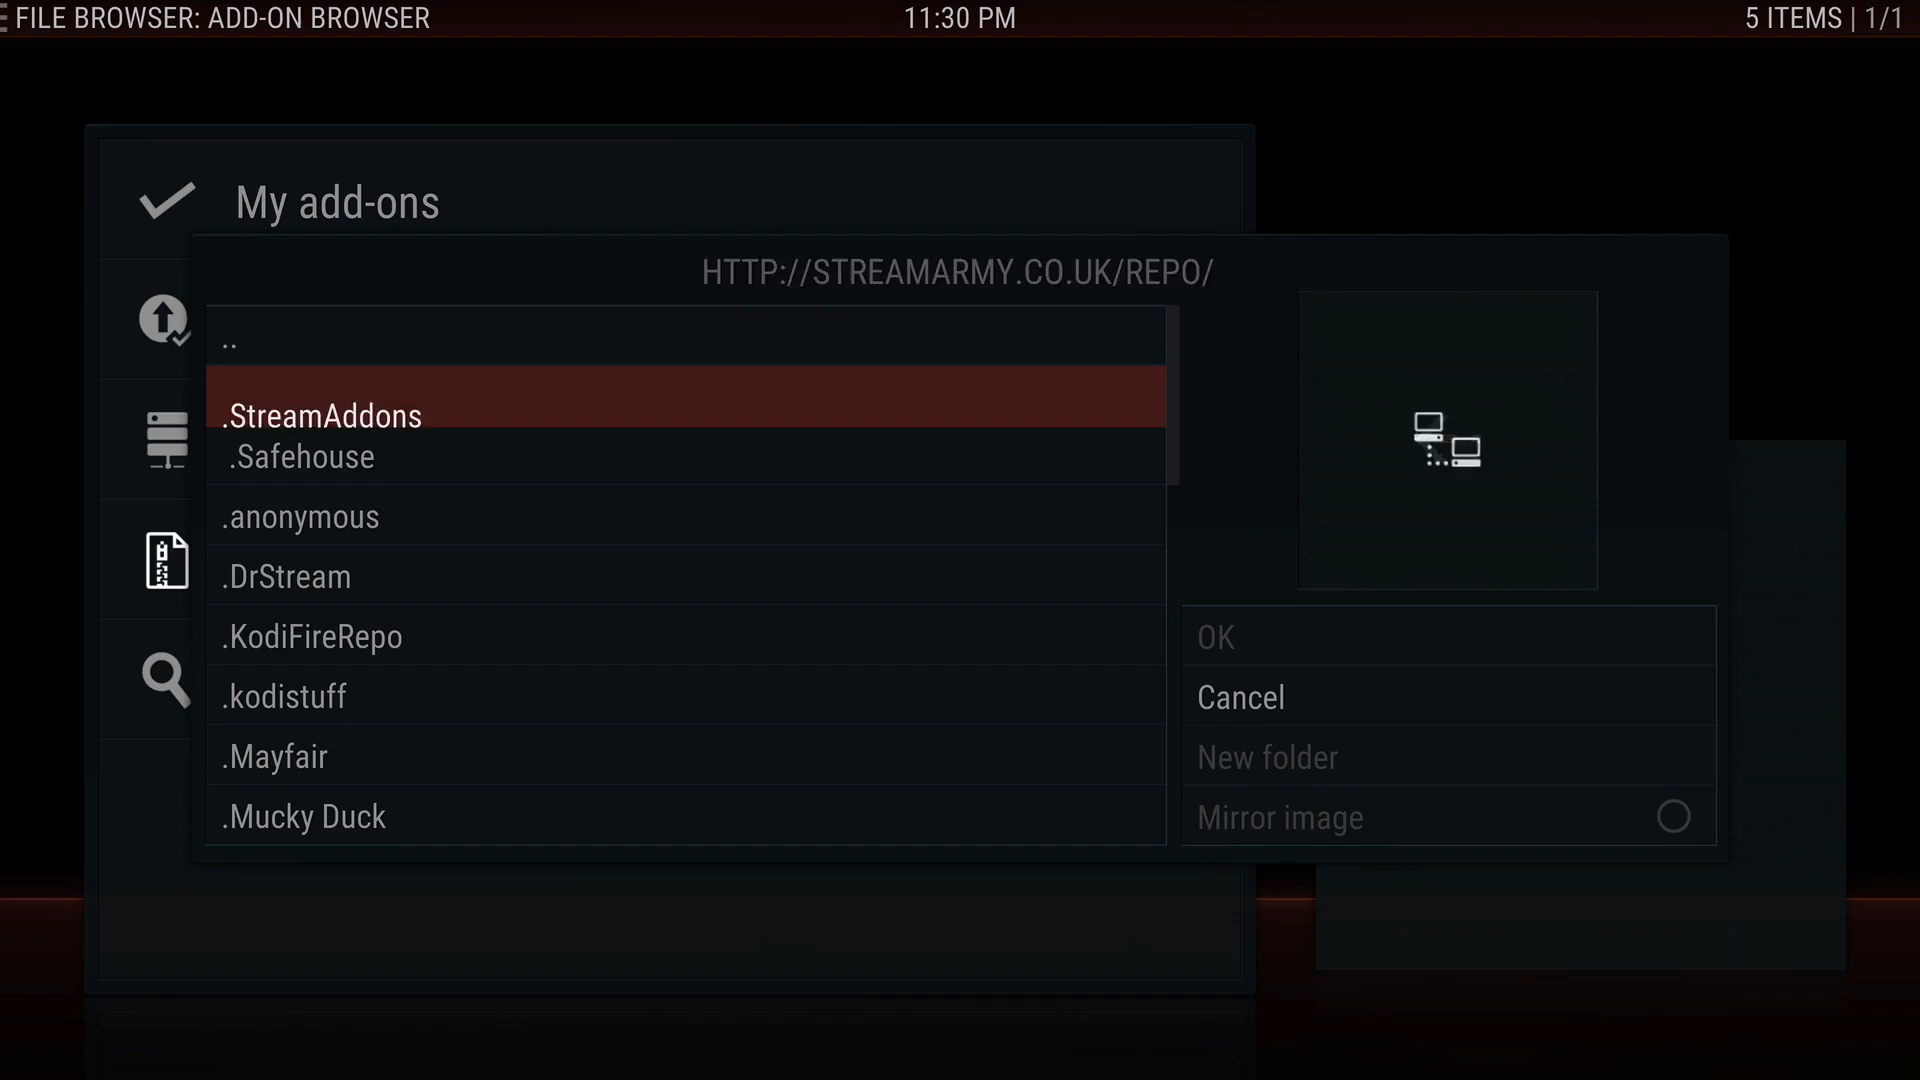 FILE BROWSER: ADD-ON BROWSER
11:30 PM
5 ITEMS | 1/1
My add-ons
HTTP://STREAMARMY.CO.UK/REPO/
..
.StreamAddons
.Safehouse
.anonymous
.DrStream
.KodiFireRepo
.kodistuff
.Mayfair
.Mucky Duck
OK
Cancel
New folder
Mirror image